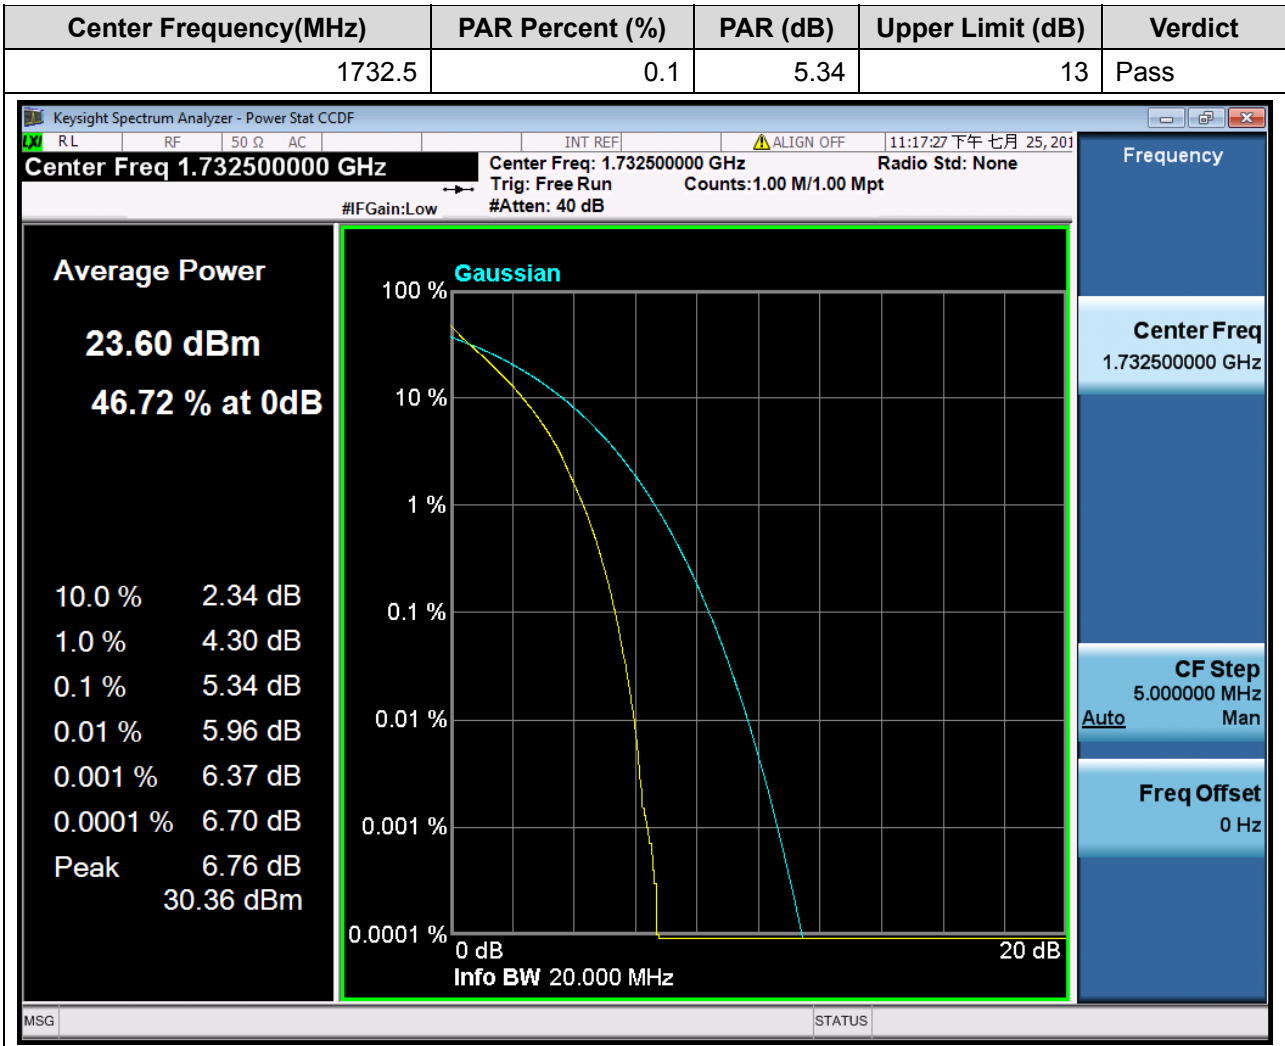 Center Frequency(MHz) PAR Percent (%) PAR (dB) Upper Limit (dB) Verdict
1732.5 0.1 5.34 13 Pass
Keysight Spectrum Analyzer - Power Stat CCDF
LXI RL RF 50 Ω AC INT REF ALIGN OFF 11:17:27 下午 七月 25, 201
Center Freq 1.732500000 GHz
Center Freq: 1.732500000 GHz Radio Std: None
Trig: Free Run Counts:1.00 M/1.00 Mpt
#IFGain:Low #Atten: 40 dB
Average Power
23.60 dBm
46.72 % at 0dB
10.0 % 2.34 dB
1.0 % 4.30 dB
0.1 % 5.34 dB
0.01 % 5.96 dB
0.001 % 6.37 dB
0.0001 % 6.70 dB
Peak 6.76 dB
30.36 dBm
Gaussian
100 %
10 %
1 %
0.1 %
0.01 %
0.001 %
0.0001 %
0 dB 20 dB
Info BW 20.000 MHz
Frequency
Center Freq
1.732500000 GHz
CF Step
5.000000 MHz
Auto Man
Freq Offset
0 Hz
MSG STATUS